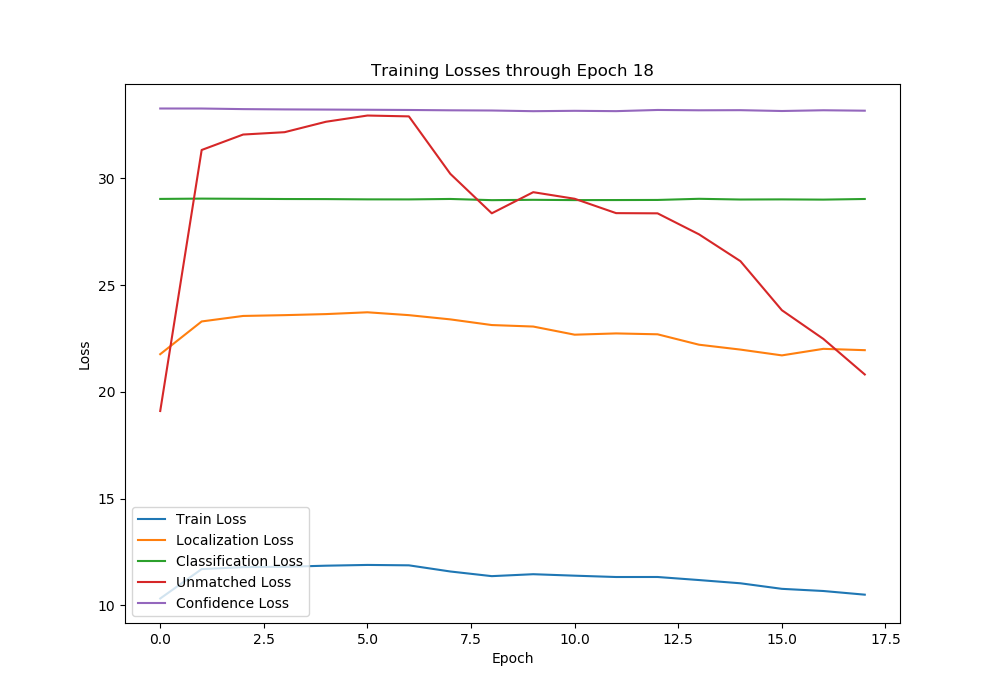 Training Losses through Epoch 18
Loss
30
25
20
15
10
Train Loss
Localization Loss
Classification Loss
Unmatched Loss
Confidence Loss
0.0 2.5 5.0 7.5 10.0 12.5 15.0 17.5
Epoch